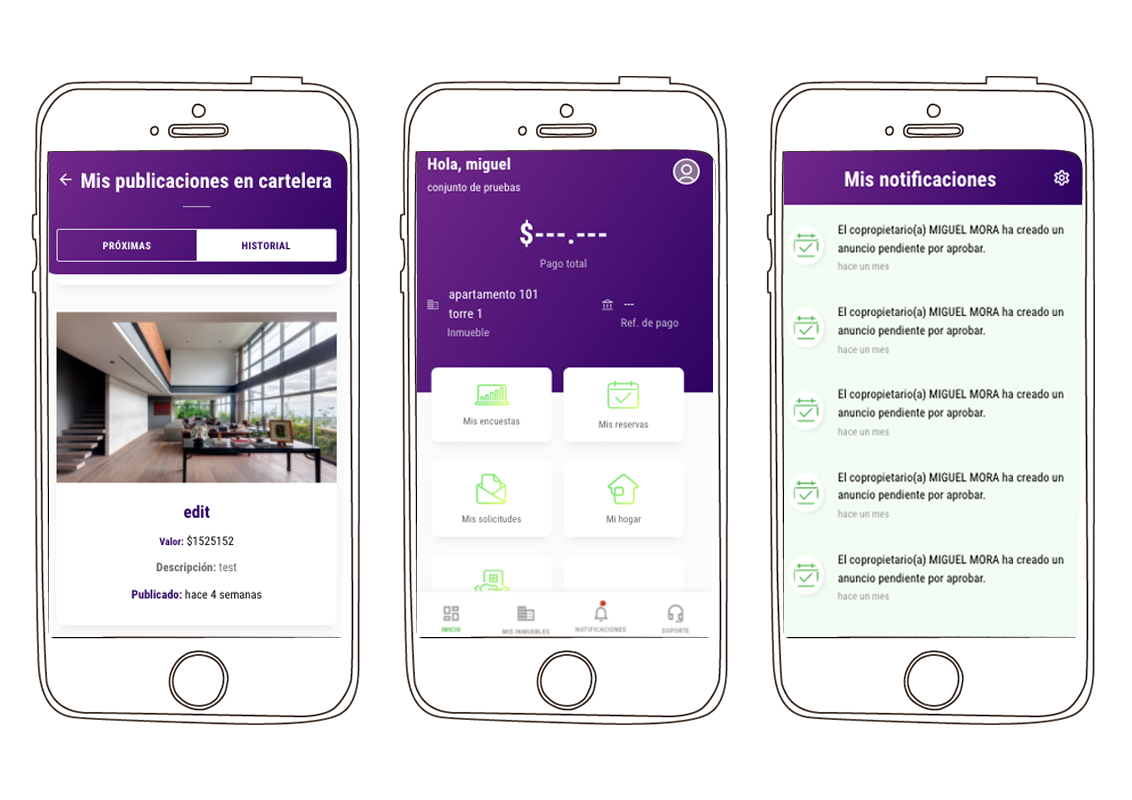 Mis publicaciones en cartelera
PRÓXIMAS
HISTORIAL
edit
Valor: $1525152
Descripción: test
Publicado: hace 4 semanas
Hola, miguel
conjunto de pruebas
$---.---
Pago total
apartamento 101
torre 1
Inmueble
---
Ref. de pago
Mis encuestas
Mis reservas
Mis solicitudes
Mi hogar
INICIO
MIS INMUEBLES
NOTIFICACIONES
SOPORTE
Mis notificaciones
El copropietario(a) MIGUEL MORA ha creado un
anuncio pendiente por aprobar.
hace un mes
El copropietario(a) MIGUEL MORA ha creado un
anuncio pendiente por aprobar.
hace un mes
El copropietario(a) MIGUEL MORA ha creado un
anuncio pendiente por aprobar.
hace un mes
El copropietario(a) MIGUEL MORA ha creado un
anuncio pendiente por aprobar.
hace un mes
El copropietario(a) MIGUEL MORA ha creado un
anuncio pendiente por aprobar.
hace un mes